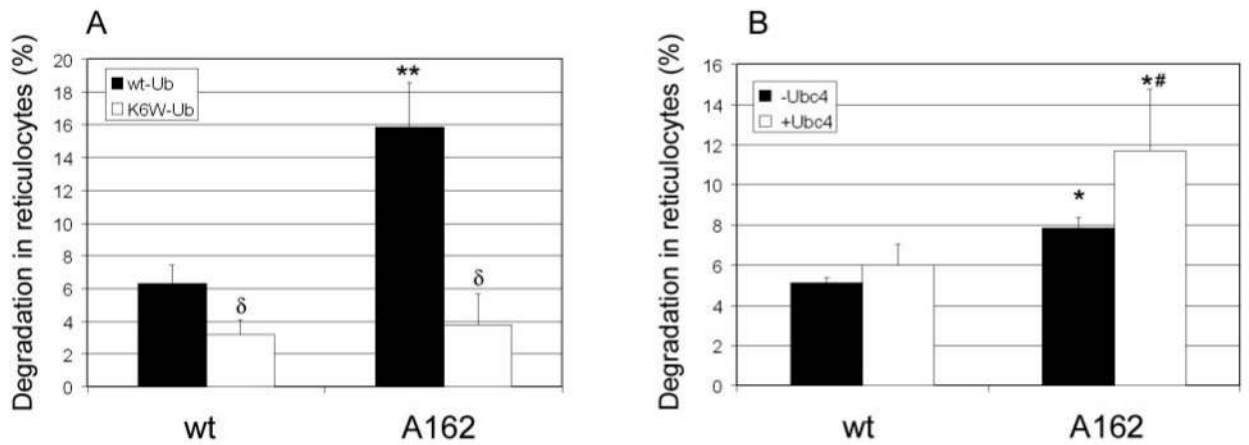 A
Degradation in reticulocytes (%)
20
18
16
14
12
10
8
6
4
2
0
wt-Ub
K6W-Ub
**
δ
δ
wt A162
B
Degradation in reticulocytes (%)
16
14
12
10
8
6
4
2
0
-Ubc4
+Ubc4
*#
*
wt A162